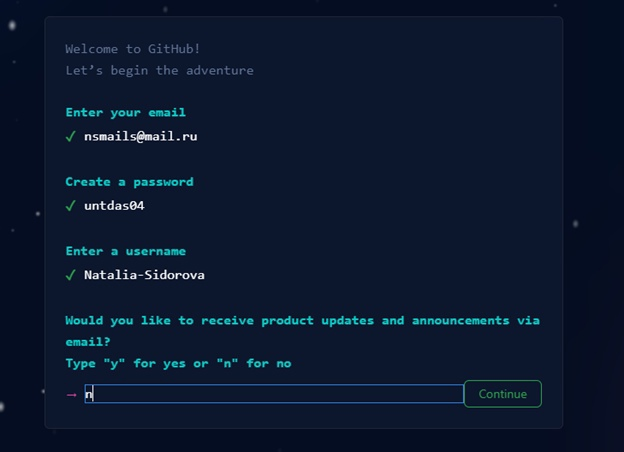 Welcome to GitHub!
Let’s begin the adventure
Enter your email
✓ nsmails@mail.ru
Create a password
✓ untdas04
Enter a username
✓ Natalia-Sidorova
Would you like to receive product updates and announcements via
email?
Type "y" for yes or "n" for no
→ n Continue